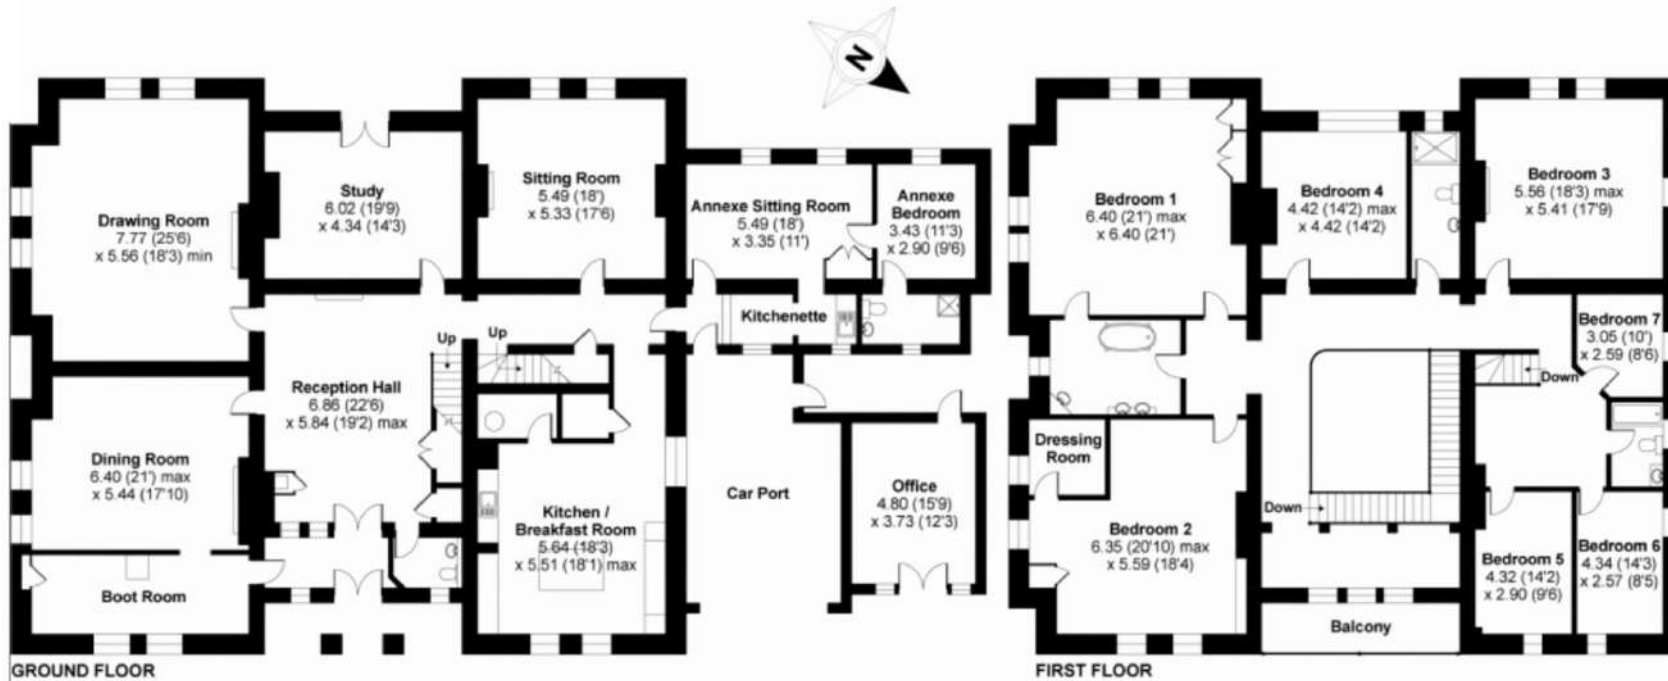 N
Drawing Room
7.77 (25'6)
x 5.56 (18'3) min
Study
6.02 (19'9)
x 4.34 (14'3)
Sitting Room
5.49 (18')
x 5.33 (17'6)
Annexe Sitting Room
5.49 (18')
x 3.35 (11')
Annexe
Bedroom
3.43 (11'3)
x 2.90 (9'6)
Kitchenette
Up
Up
Reception Hall
6.86 (22'6)
x 5.84 (19'2) max
Dining Room
6.40 (21') max
x 5.44 (17'10)
Kitchen /
Breakfast Room
5.64 (18'3)
x 5.51 (18'1) max
Car Port
Office
4.80 (15'9)
x 3.73 (12'3)
Boot Room
GROUND FLOOR
Bedroom 1
6.40 (21') max
x 6.40 (21')
Bedroom 4
4.42 (14'2) max
x 4.42 (14'2)
Bedroom 3
5.56 (18'3) max
x 5.41 (17'9)
Bedroom 7
3.05 (10')
x 2.59 (8'6)
Down
Dressing
Room
Bedroom 2
6.35 (20'10) max
x 5.59 (18'4)
Down
Bedroom 5
4.32 (14'2)
x 2.90 (9'6)
Bedroom 6
4.34 (14'3)
x 2.57 (8'5)
Balcony
FIRST FLOOR